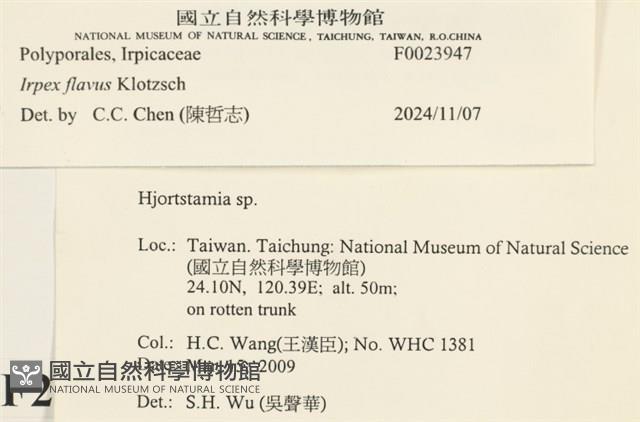 國立自然科學博物館
NATIONAL MUSEUM OF NATURAL SCIENCE, TAICHUNG, TAIWAN, R.O.CHINA
Polyporales, Irpicaceae F0023947
Irpex flavus Klotzsch
Det. by C.C. Chen (陳哲志) 2024/11/07
Hjortstamia sp.
Loc.: Taiwan. Taichung: National Museum of Natural Science
(國立自然科學博物館)
24.10N, 120.39E; alt. 50m;
on rotten trunk
Col.: H.C. Wang(王漢臣); No. WHC 1381
Date: 2009
國立自然科學博物館
NATIONAL MUSEUM OF NATURAL SCIENCE
F2
Det.: S.H. Wu (吳聲華)